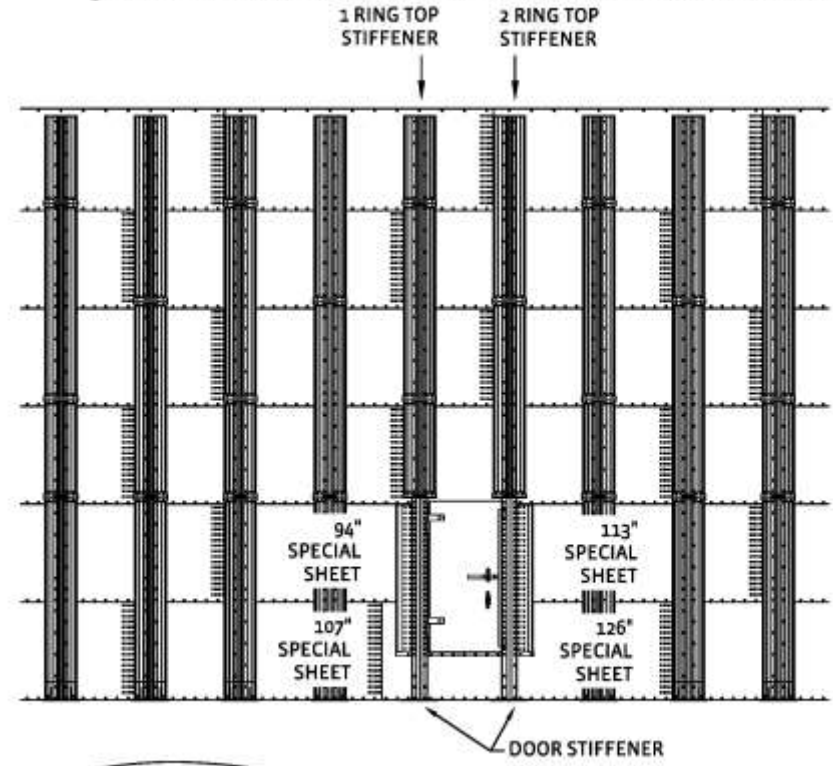 1 RING TOP
STIFFENER
2 RING TOP
STIFFENER
94"
SPECIAL
SHEET
113"
SPECIAL
SHEET
107"
SPECIAL
SHEET
126"
SPECIAL
SHEET
DOOR STIFFENER